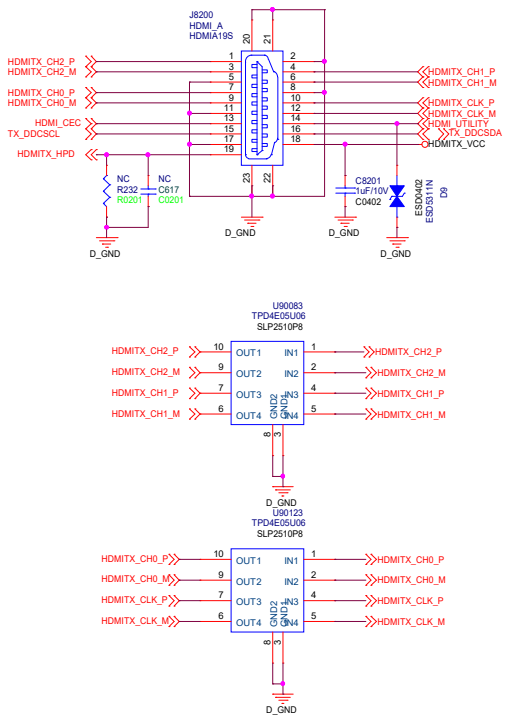 J8200
HDMI_A
HDMIA19S
20 21
HDMITX_CH2_P 1 2
HDMITX_CH2_M 3 4 HDMITX_CH1_P
5 6 HDMITX_CH1_M
HDMITX_CH0_P 7 8
HDMITX_CH0_M 9 10 HDMITX_CLK_P
11 12 HDMITX_CLK_M
HDMI_CEC 13 14 HDMI_UTILITY
TX_DDCSCL 15 16 TX_DDCSDA
17 18 HDMITX_VCC
HDMITX_HPD 19
23 22
NC NC
R232 C617
R0201 C0201
C8201
1uF/10V
C0402
ESD0402
ESD5311N
D9
D_GND D_GND D_GND D_GND
U90083
TPD4E05U06
SLP2510P8
HDMITX_CH2_P 10 OUT1 IN1 1 HDMITX_CH2_P
HDMITX_CH2_M 9 OUT2 IN2 2 HDMITX_CH2_M
HDMITX_CH1_P 7 OUT3 IN3 4 HDMITX_CH1_P
HDMITX_CH1_M 6 OUT4 IN4 5 HDMITX_CH1_M
GND2 GND1
8 3
D_GND
U90123
TPD4E05U06
SLP2510P8
HDMITX_CH0_P 10 OUT1 IN1 1 HDMITX_CH0_P
HDMITX_CH0_M 9 OUT2 IN2 2 HDMITX_CH0_M
HDMITX_CLK_P 7 OUT3 IN3 4 HDMITX_CLK_P
HDMITX_CLK_M 6 OUT4 IN4 5 HDMITX_CLK_M
GND2 GND1
8 3
D_GND